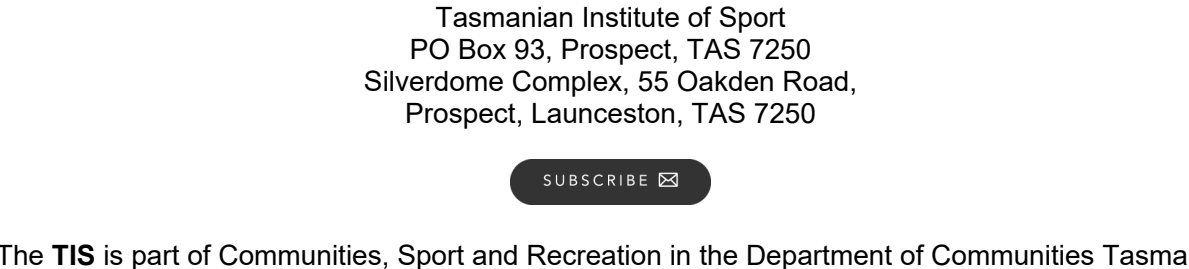 Tasmanian Institute of Sport
PO Box 93, Prospect, TAS 7250
Silverdome Complex, 55 Oakden Road,
Prospect, Launceston, TAS 7250
SUBSCRIBE
The TIS is part of Communities, Sport and Recreation in the Department of Communities Tasma